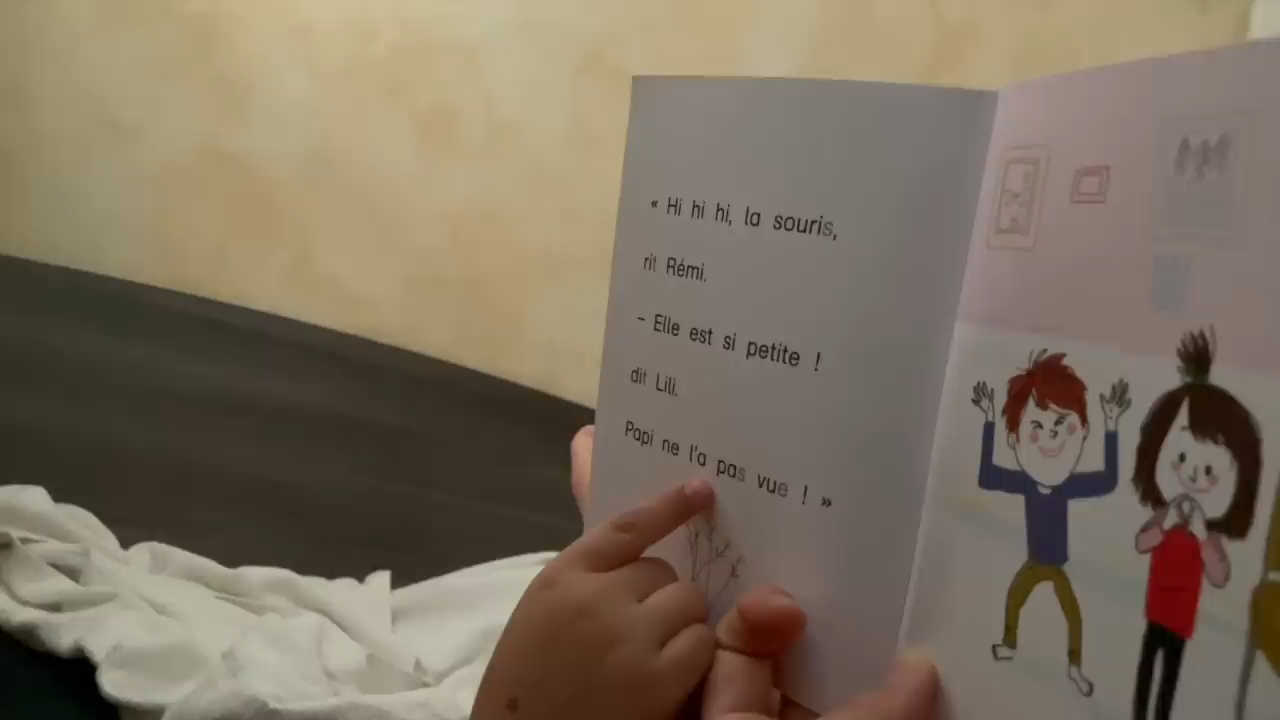 « Hi hi hi, la souris,
rit Rémi.
– Elle est si petite !
dit Lili.
Papi ne l'a pas vue ! »